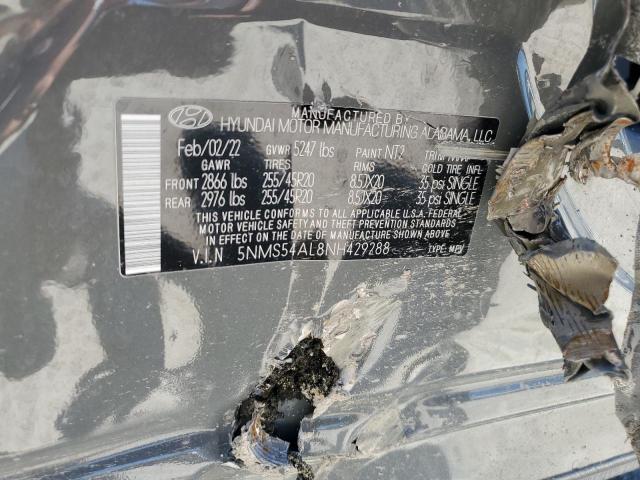 MANUFACTURED BY
HYUNDAI MOTOR MANUFACTURING ALABAMA, LLC
Feb/02/22 GVWR 5247 lbs PAINT NT2 TRIM
GAWR TIRES RIMS COLD TIRE INFL
FRONT 2866 lbs 255/45R20 8.5JX20 35 psi SINGLE
REAR 2976 lbs 255/45R20 8.5JX20 35 psi SINGLE
THIS VEHICLE CONFORMS TO ALL APPLICABLE U.S.A. FEDERAL
MOTOR VEHICLE SAFETY AND THEFT PREVENTION STANDARDS
IN EFFECT ON THE DATE OF MANUFACTURE SHOWN ABOVE.
V.I.N 5NMS54AL8NH429288 TYPE: MPV